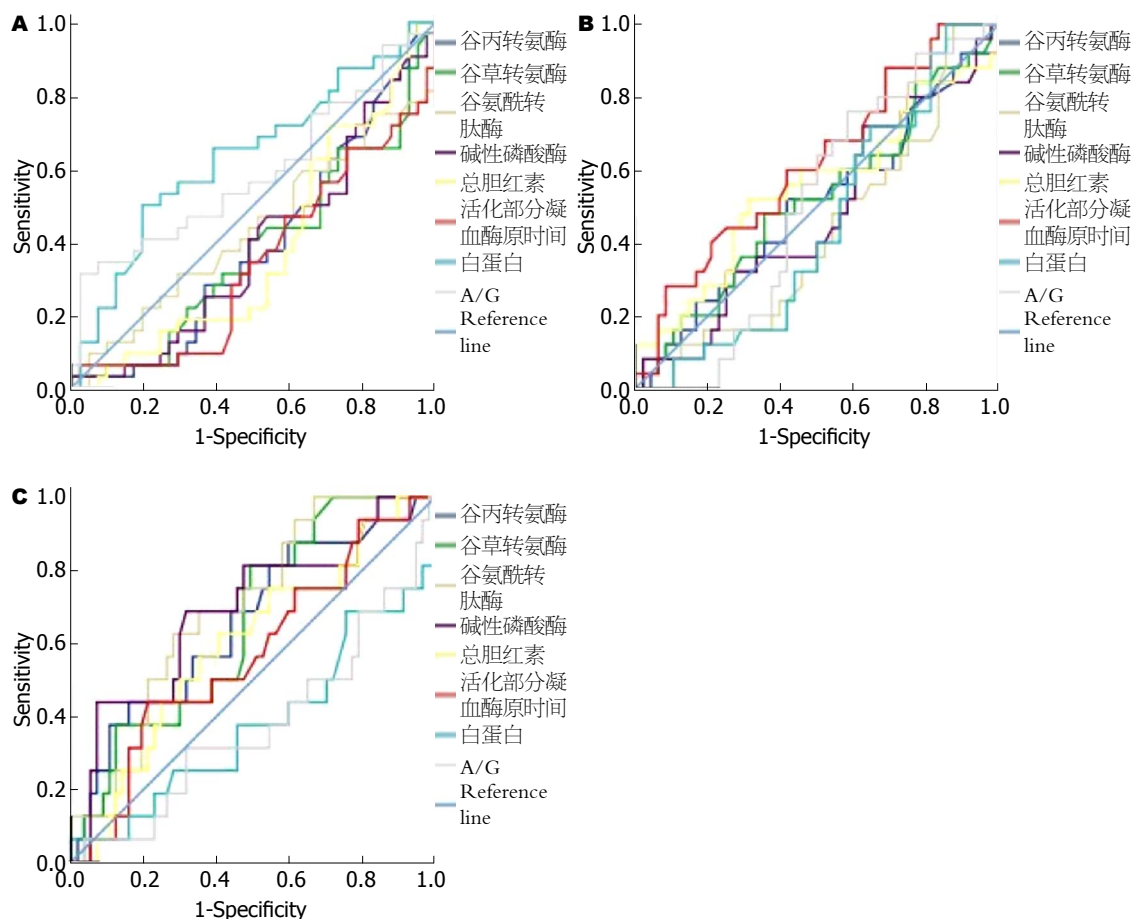 A
1.0
0.8
0.6
0.4
0.2
0.0
Sensitivity
0.0 0.2 0.4 0.6 0.8 1.0
1-Specificity
谷丙转氨酶
谷草转氨酶
谷氨酰转
肽酶
碱性磷酸酶
总胆红素
活化部分凝
血酶原时间
白蛋白
A/G
Reference
line
B
1.0
0.8
0.6
0.4
0.2
0.0
Sensitivity
0.0 0.2 0.4 0.6 0.8 1.0
1-Specificity
谷丙转氨酶
谷草转氨酶
谷氨酰转
肽酶
碱性磷酸酶
总胆红素
活化部分凝
血酶原时间
白蛋白
A/G
Reference
line
C
1.0
0.8
0.6
0.4
0.2
0.0
Sensitivity
0.0 0.2 0.4 0.6 0.8 1.0
1-Specificity
谷丙转氨酶
谷草转氨酶
谷氨酰转
肽酶
碱性磷酸酶
总胆红素
活化部分凝
血酶原时间
白蛋白
A/G
Reference
line